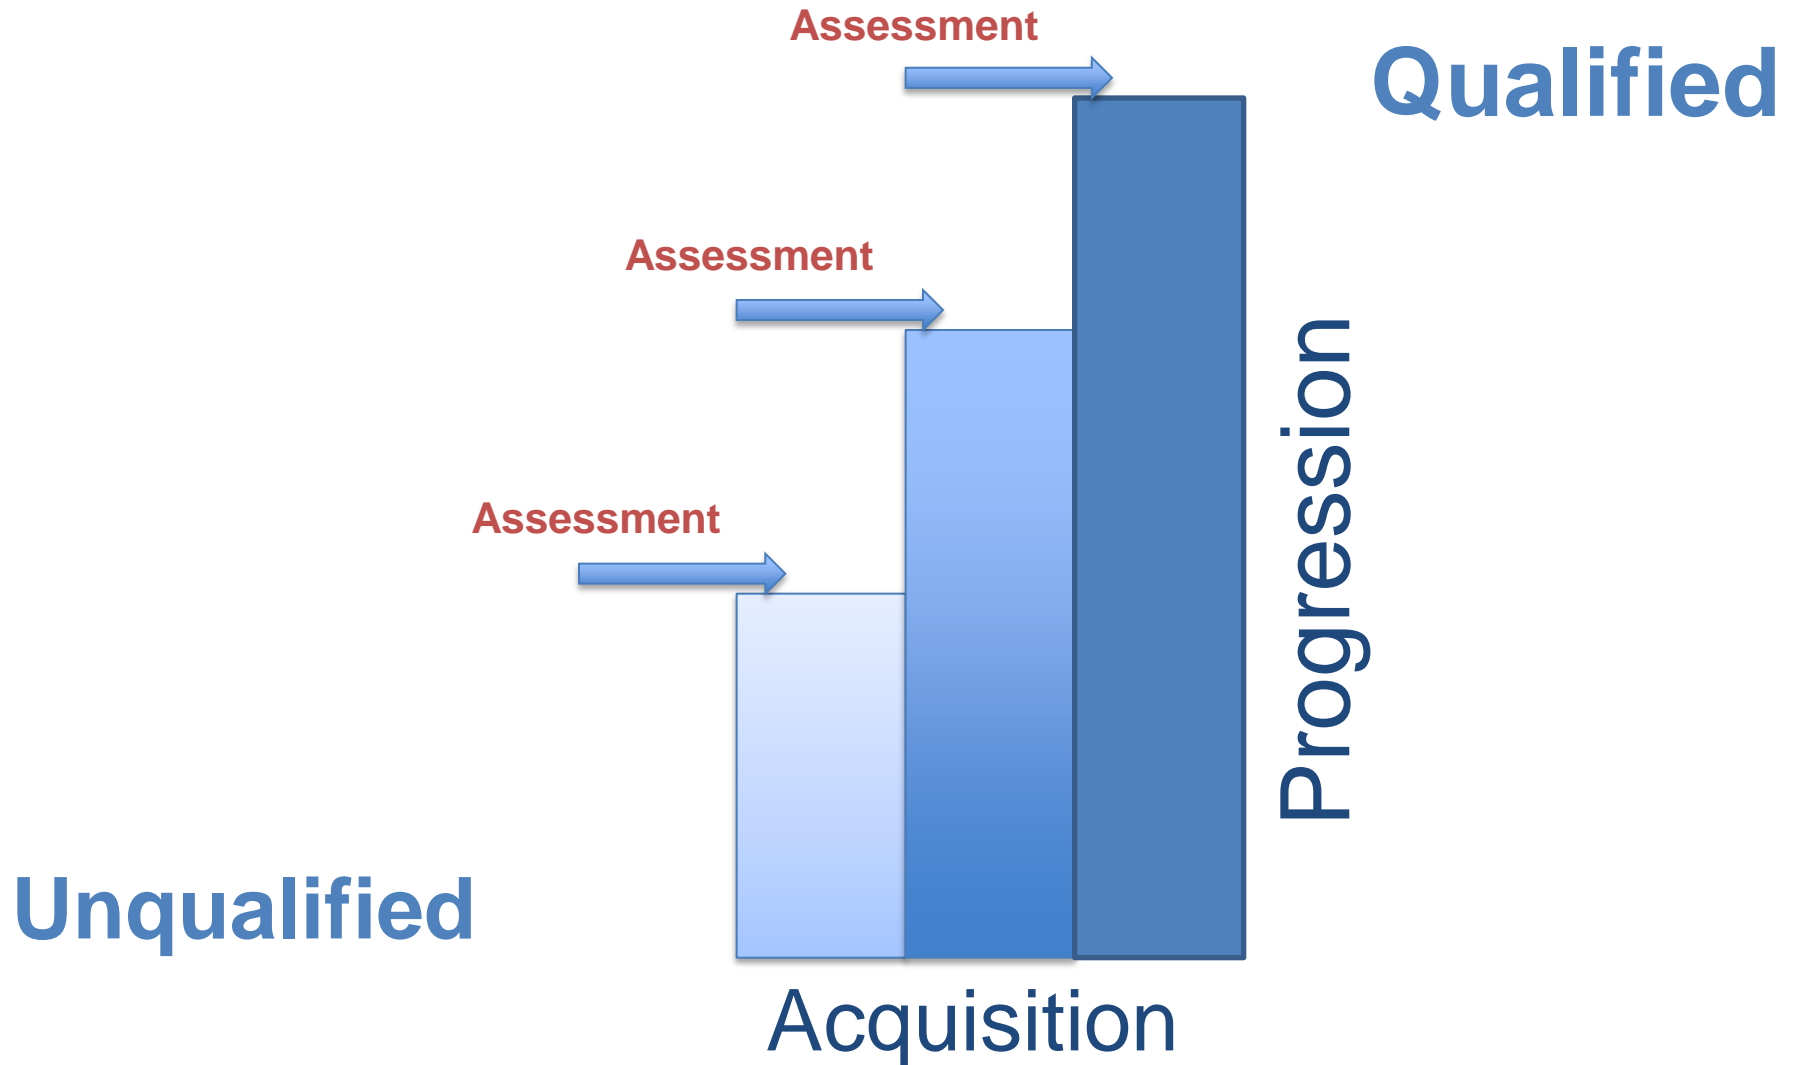 Assessment
Qualified
Assessment
Assessment
Progression
Unqualified
Acquisition